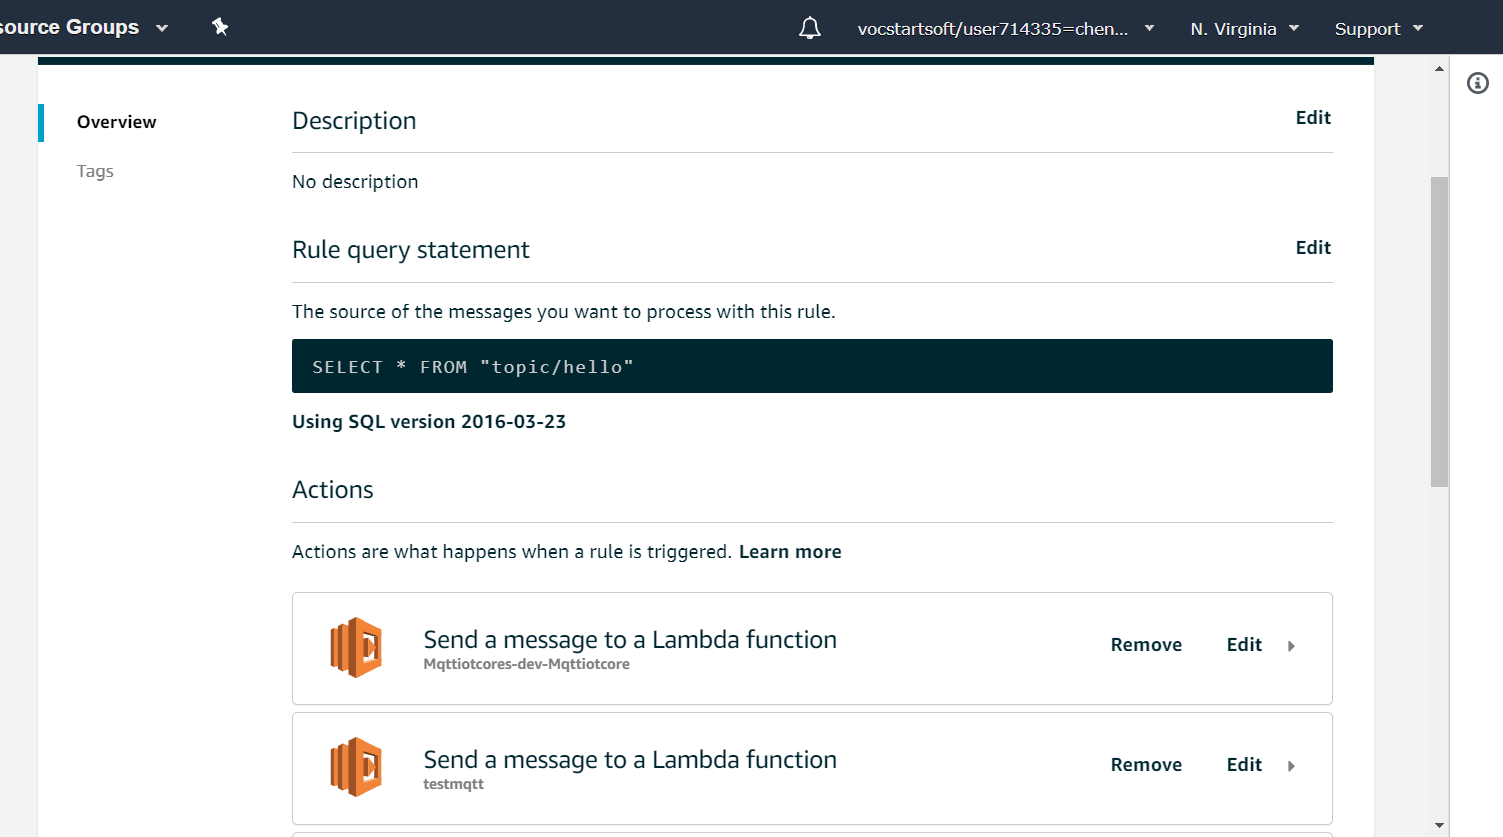 source Groups
vocstartsoft/user714335=chen...
N. Virginia
Support
Overview
Tags
Description
Edit
No description
Rule query statement
Edit
The source of the messages you want to process with this rule.
SELECT * FROM "topic/hello"
Using SQL version 2016-03-23
Actions
Actions are what happens when a rule is triggered. Learn more
Send a message to a Lambda function
Mqttiotcores-dev-Mqttiotcore
Remove
Edit
Send a message to a Lambda function
testmqtt
Remove
Edit